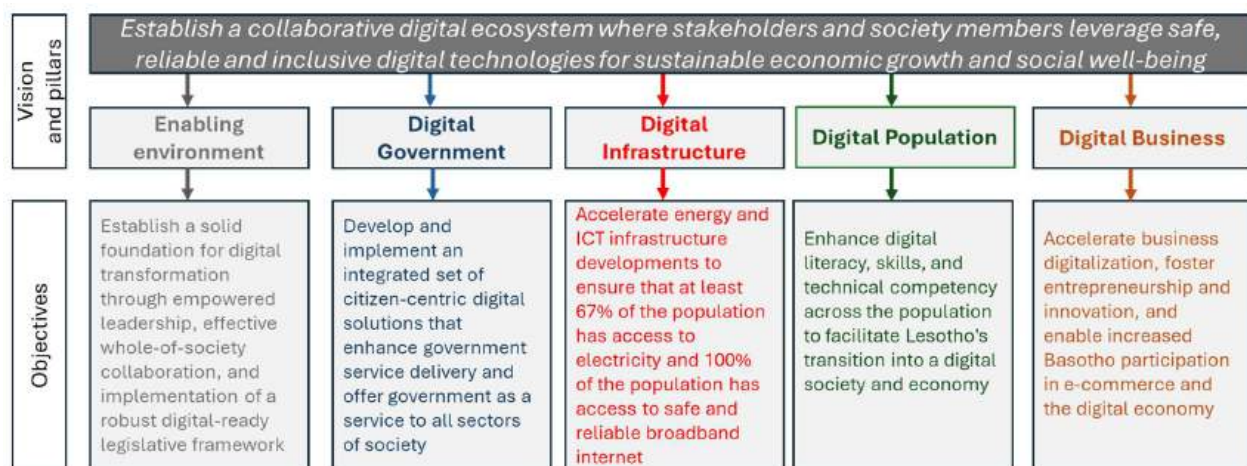 Vision
and pillars
Establish a collaborative digital ecosystem where stakeholders and society members leverage safe,
reliable and inclusive digital technologies for sustainable economic growth and social well-being
Enabling
environment
Digital
Government
Digital
Infrastructure
Digital Population
Digital Business
Objectives
Establish a solid
foundation for digital
transformation
through empowered
leadership, effective
whole-of-society
collaboration, and
implementation of a
robust digital-ready
legislative framework
Develop and
implement an
integrated set of
citizen-centric digital
solutions that
enhance government
service delivery and
offer government as a
service to all sectors
of society
Accelerate energy and
ICT infrastructure
developments to
ensure that at least
67% of the population
has access to
electricity and 100%
of the population has
access to safe and
reliable broadband
internet
Enhance digital
literacy, skills, and
technical competency
across the population
to facilitate Lesotho's
transition into a digital
society and economy
Accelerate business
digitalization, foster
entrepreneurship and
innovation, and
enable increased
Basotho participation
in e-commerce and
the digital economy